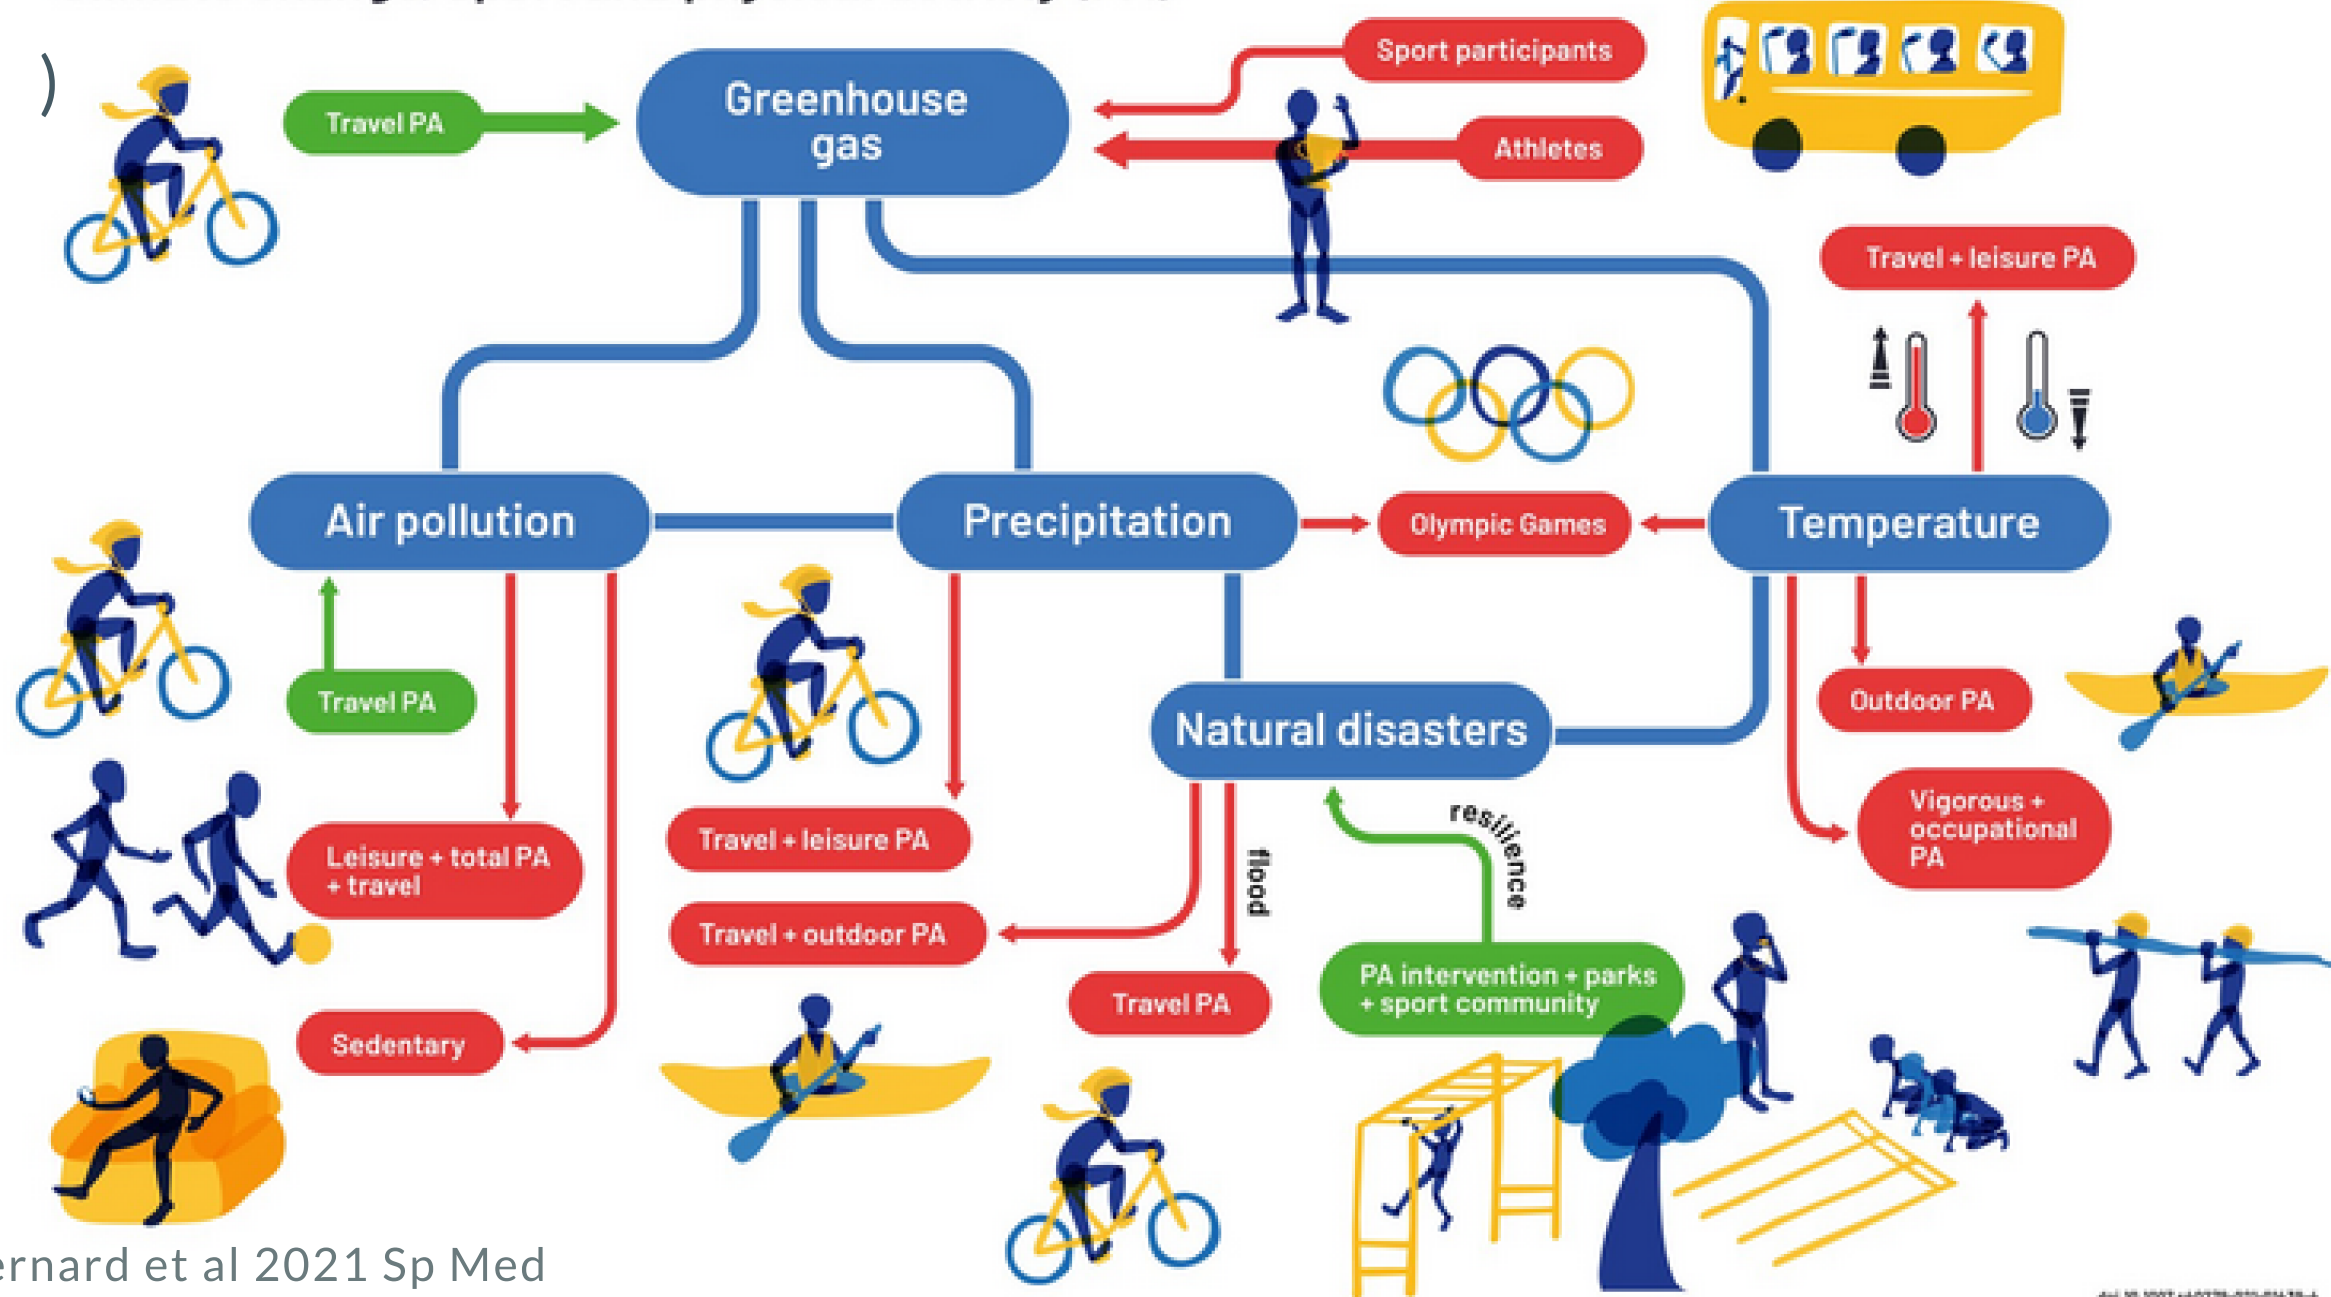 )
Sport participants
Travel PA
Greenhouse
gas
Athletes
Travel + leisure PA
Air pollution
Precipitation
Olympic Games
Temperature
Travel PA
Outdoor PA
Natural disasters
Leisure + total PA
+ travel
Travel + leisure PA
flood
resilience
Vigorous +
occupational
PA
Travel + outdoor PA
Travel PA
PA intervention + parks
+ sport community
Sedentary
ernard et al 2021 Sp Med